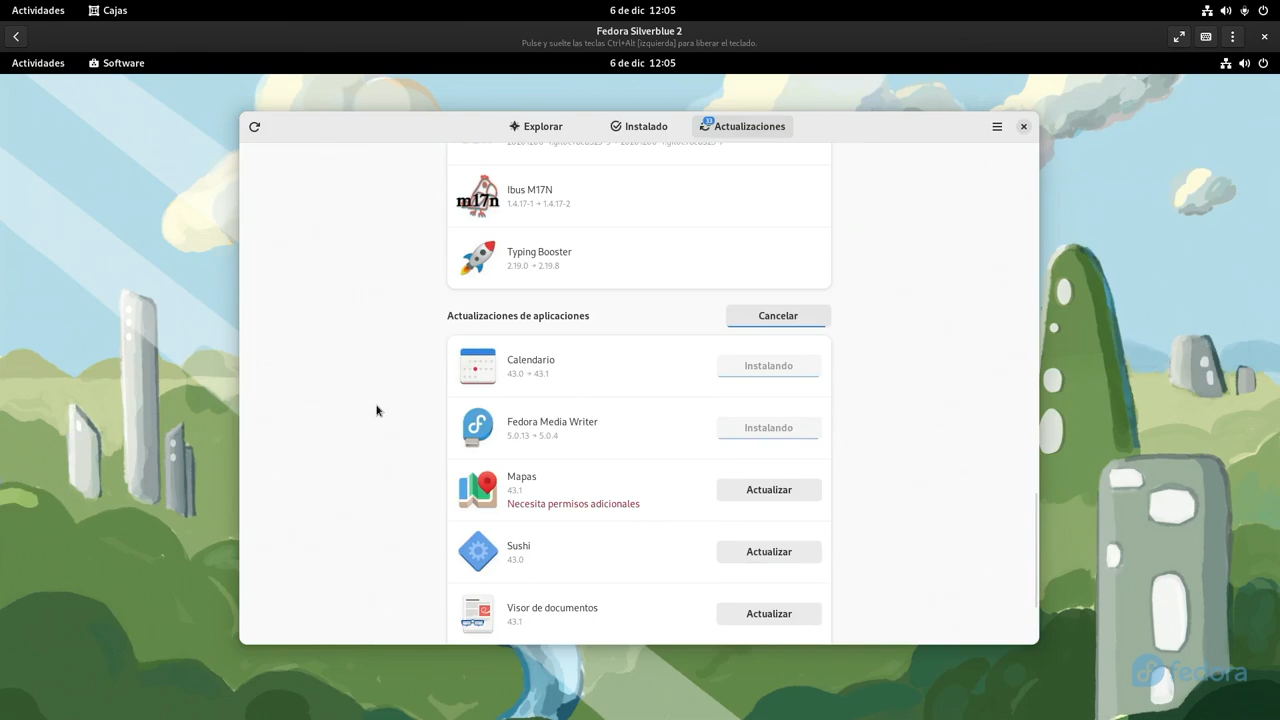 Actividades Cajas 6 de dic 12:05
Fedora Silverblue 2
Pulse y suelte las teclas Ctrl+Alt [izquierda] para liberar el teclado.
Actividades Software 6 de dic 12:05
Explorar Instalado 33 Actualizaciones
m17n
Ibus M17N
1.4.17-1 → 1.4.17-2
Typing Booster
2.19.0 → 2.19.8
Actualizaciones de aplicaciones Cancelar
Calendario
43.0 → 43.1
Instalando
Fedora Media Writer
5.0.13 → 5.0.4
Instalando
Mapas
43.1
Necesita permisos adicionales
Actualizar
Sushi
43.0
Actualizar
Visor de documentos
43.1
Actualizar
fedora